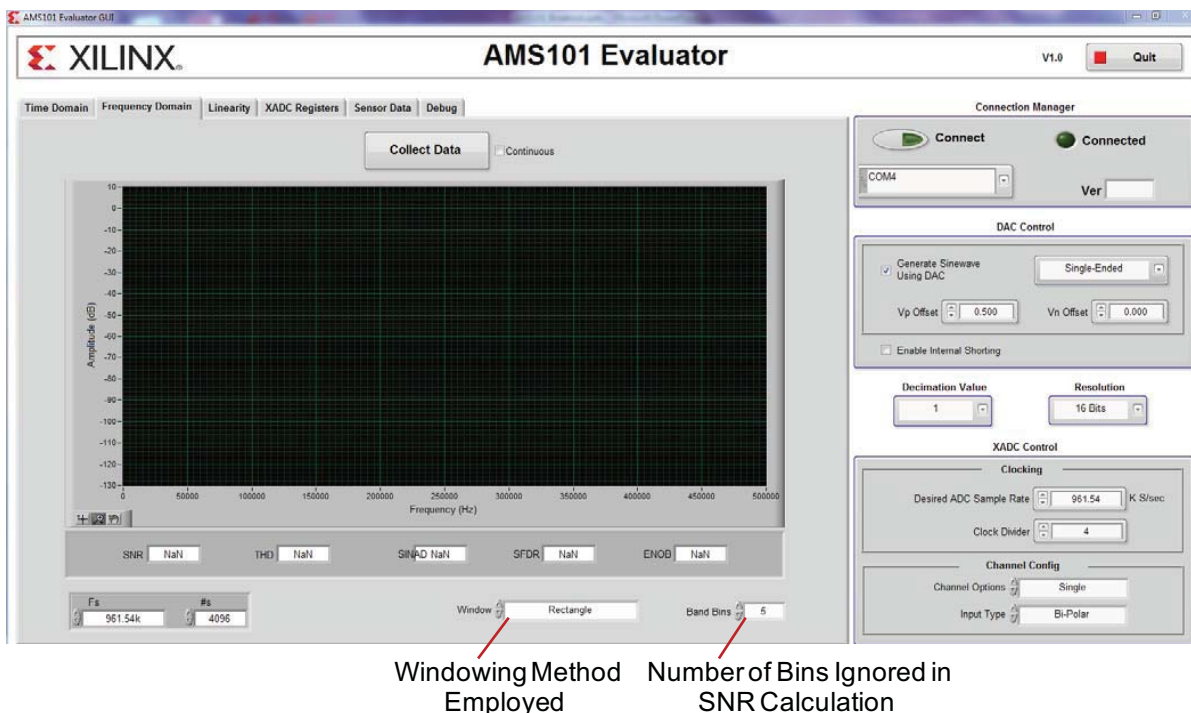 AMS101 Evaluator GUI
XILINX.
AMS101 Evaluator
V1.0
Quit
Time Domain
Frequency Domain
Linearity
XADC Registers
Sensor Data
Debug
Collect Data
Continuous
10
0
-10
-20
-30
-40
-50
-60
-70
-80
-90
-100
-110
-120
-130
Amplitude (dB)
0
50000
100000
150000
200000
250000
300000
350000
400000
450000
500000
Frequency (Hz)
SNR NaN
THD NaN
SINAD NaN
SFDR NaN
ENOB NaN
Fs
961.54k
#s
4096
Window Rectangle
Band Bins 5
Connection Manager
Connect
Connected
COM4
Ver
DAC Control
Generate Sinewave
Using DAC
Single-Ended
Vp Offset 0.500
Vn Offset 0.000
Enable Internal Shorting
Decimation Value
1
Resolution
16 Bits
XADC Control
Clocking
Desired ADC Sample Rate 961.54 K S/sec
Clock Divider 4
Channel Config
Channel Options Single
Input Type Bi-Polar
Windowing Method
Employed
Number of Bins Ignored in
SNR Calculation